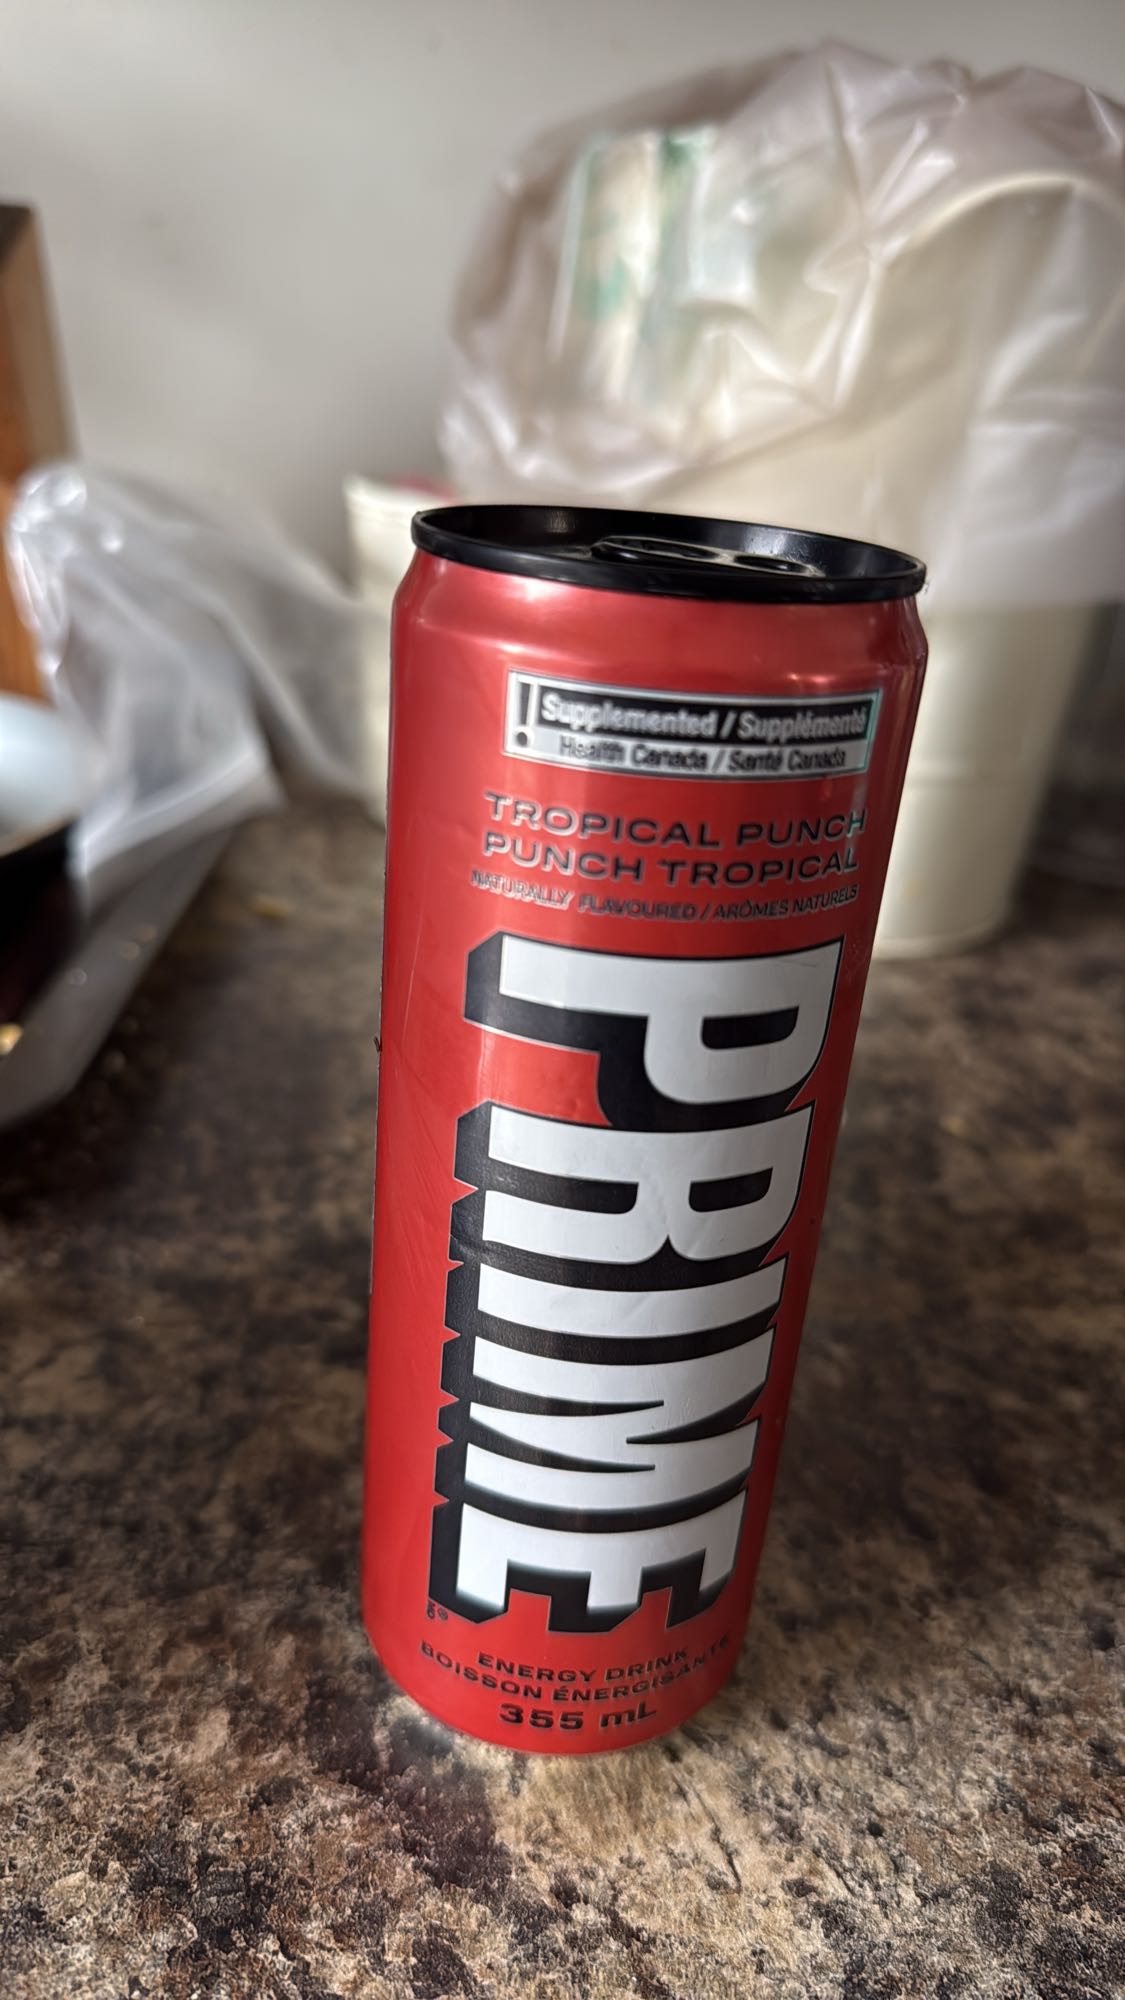 ! Supplemented / Supplémenté
Health Canada / Santé Canada
TROPICAL PUNCH
PUNCH TROPICAL
NATURALLY FLAVOURED / ARÔMES NATURELS
PRIME
ENERGY DRINK
BOISSON ÉNERGISANTE
355 mL